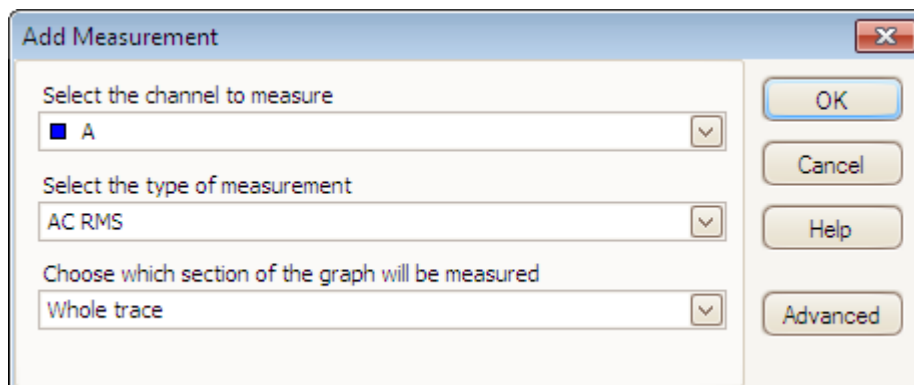 Add Measurement
Select the channel to measure
A
Select the type of measurement
AC RMS
Choose which section of the graph will be measured
Whole trace
OK
Cancel
Help
Advanced